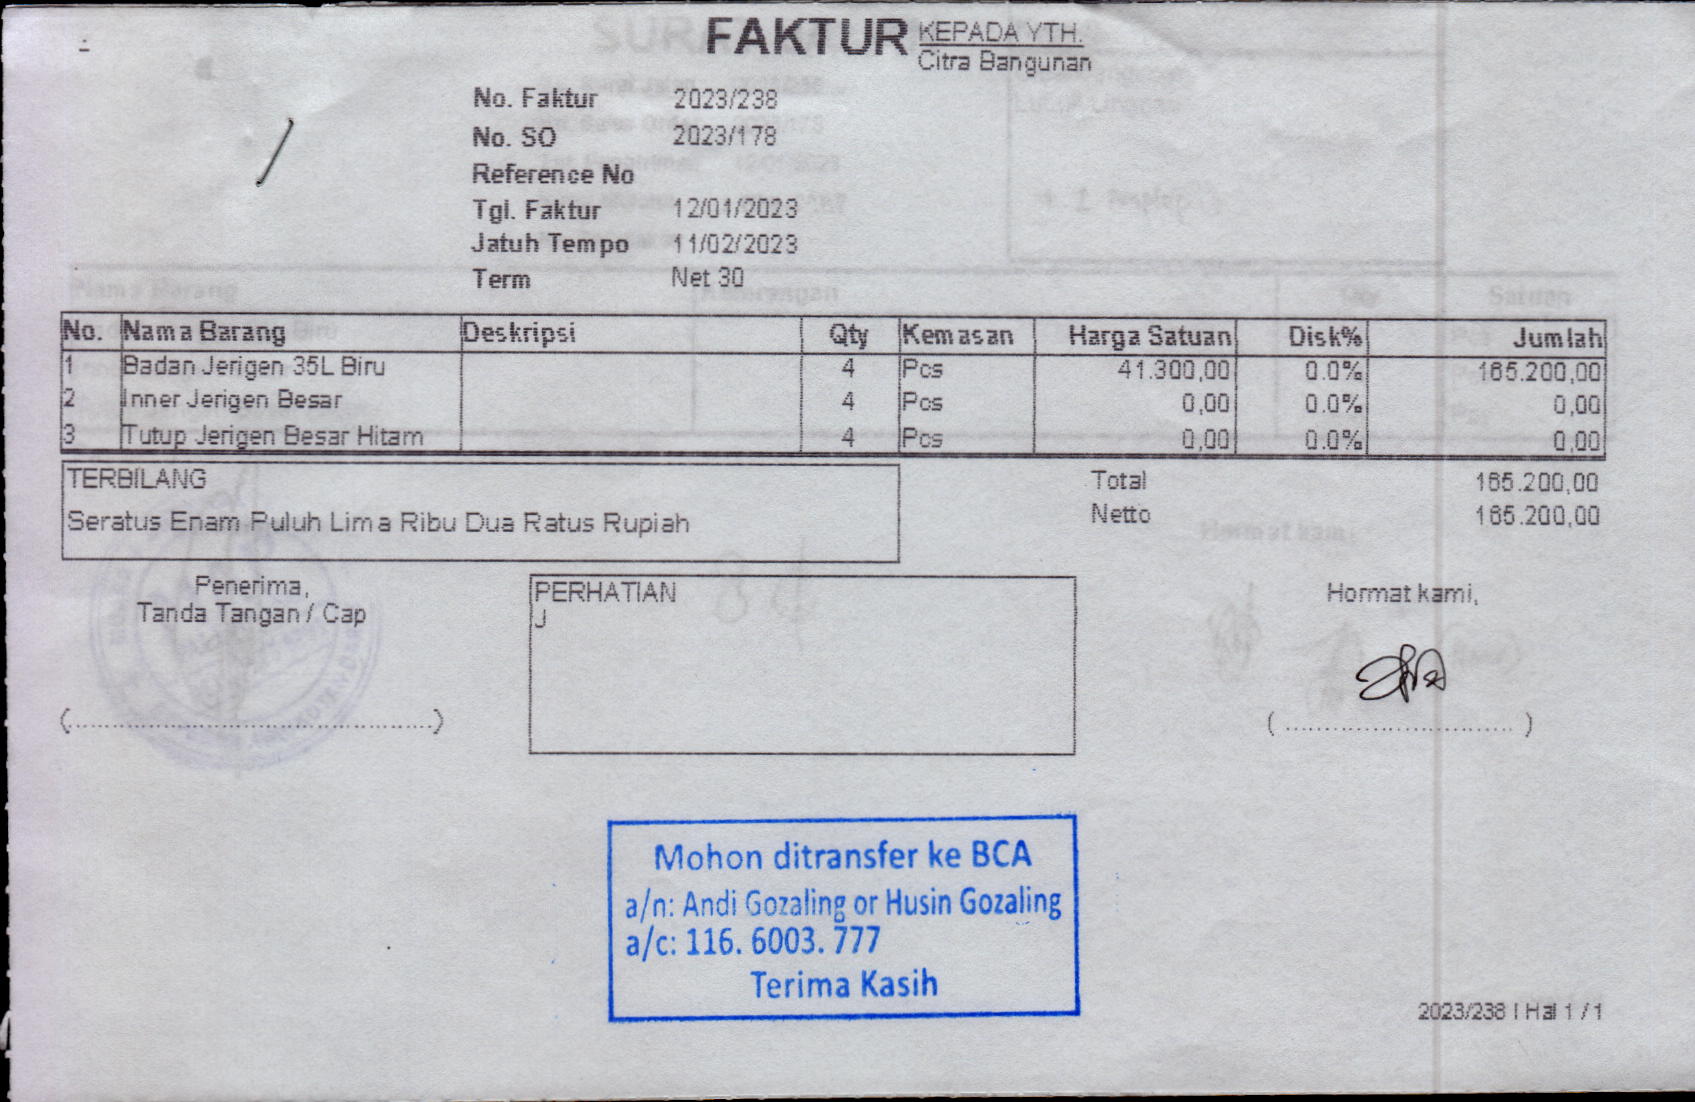 FAKTUR
KEPADA YTH.
Citra Bangunan
No. Faktur 2023/238
No. SO 2023/178
Reference No
Tgl. Faktur 12/01/2023
Jatuh Tempo 11/02/2023
Term Net 30
No. Nama Barang Deskripsi Qty Kemasan Harga Satuan Disk% Jumlah
1 Badan Jerigen 35L Biru 4 Pcs 41.300,00 0.0% 165.200,00
2 Inner Jerigen Besar 4 Pcs 0,00 0.0% 0,00
3 Tutup Jerigen Besar Hitam 4 Pcs 0,00 0.0% 0,00
TERBILANG
Seratus Enam Puluh Lima Ribu Dua Ratus Rupiah
Total 165.200,00
Netto 165.200,00
Penerima,
Tanda Tangan / Cap
(....................................................)
PERHATIAN
J
Hormat kami,
( ................................ )
Mohon ditransfer ke BCA
a/n: Andi Gozaling or Husin Gozaling
a/c: 116. 6003. 777
Terima Kasih
2023/238 | Hal 1 / 1